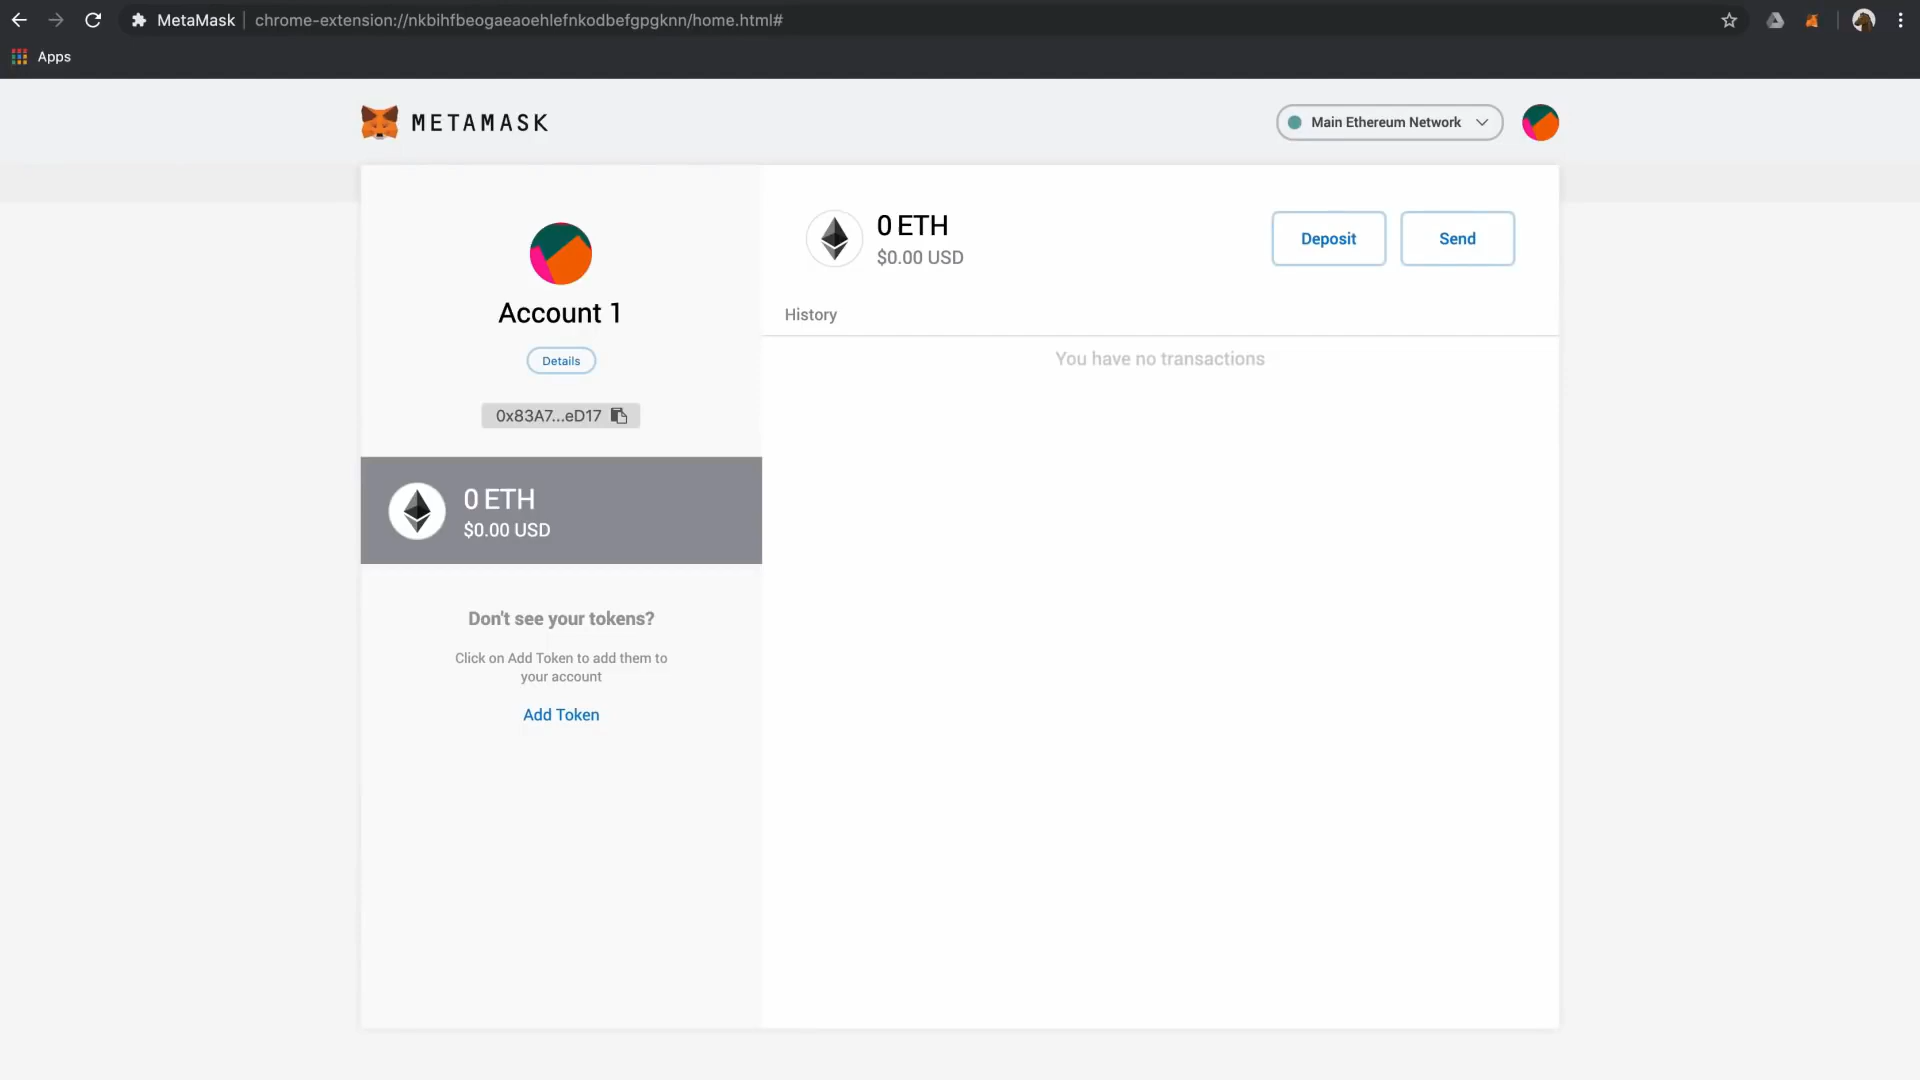 MetaMask
chrome-extension://nkbihfbeogaeaoehlefnkodbefgpgknn/home.html#
Apps
METAMASK
Main Ethereum Network
Account 1
Details
0x83A7...eD17
0 ETH
$0.00 USD
Don't see your tokens?
Click on Add Token to add them to
your account
Add Token
0 ETH
$0.00 USD
Deposit
Send
History
You have no transactions